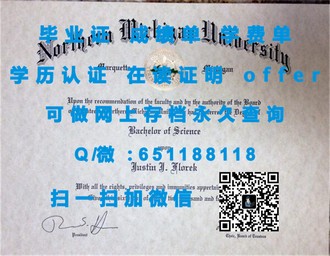 毕业证 成绩单 学费单
Northern Michigan University
学历认证 在读证明 offer
Marquette Michigan
Upon the recommendation of the faculty and by the authority of the Board
可做网上存档永久查询
Bachelor of Science
upon
Q/微:651188118
Justin J. Florek
With all the rights, privileges and immunities
扫一扫加微信
President
Chair, Board of Trustees